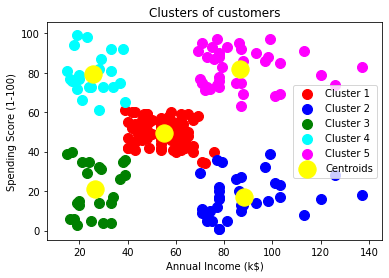 Clusters of customers
Spending Score (1-100)
100
80
60
40
20
0
Cluster 1
Cluster 2
Cluster 3
Cluster 4
Cluster 5
Centroids
20 40 60 80 100 120 140
Annual Income (k$)